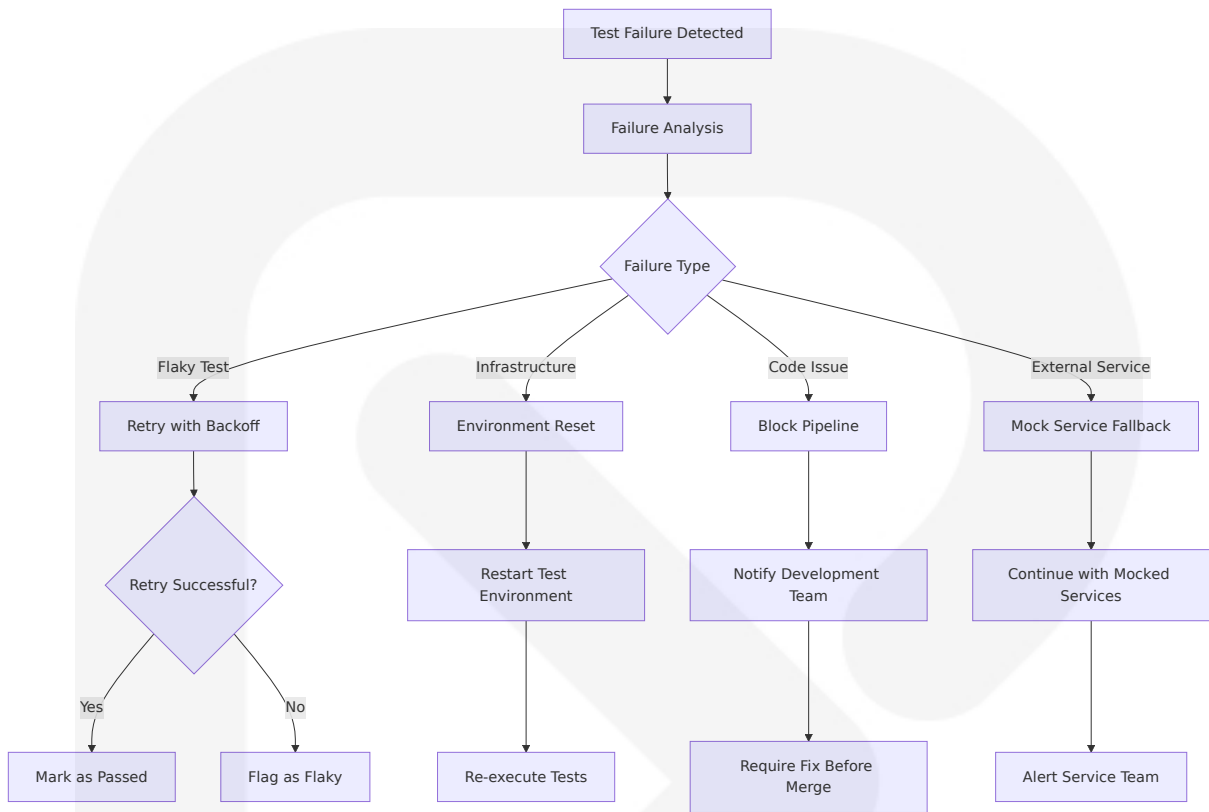 Test Failure Detected
Failure Analysis
Failure Type
Flaky Test
Infrastructure
Code Issue
External Service
Retry with Backoff
Environment Reset
Block Pipeline
Mock Service Fallback
Retry Successful?
Restart Test
Environment
Notify Development
Team
Continue with Mocked
Services
Yes
No
Mark as Passed
Flag as Flaky
Re-execute Tests
Require Fix Before
Merge
Alert Service Team